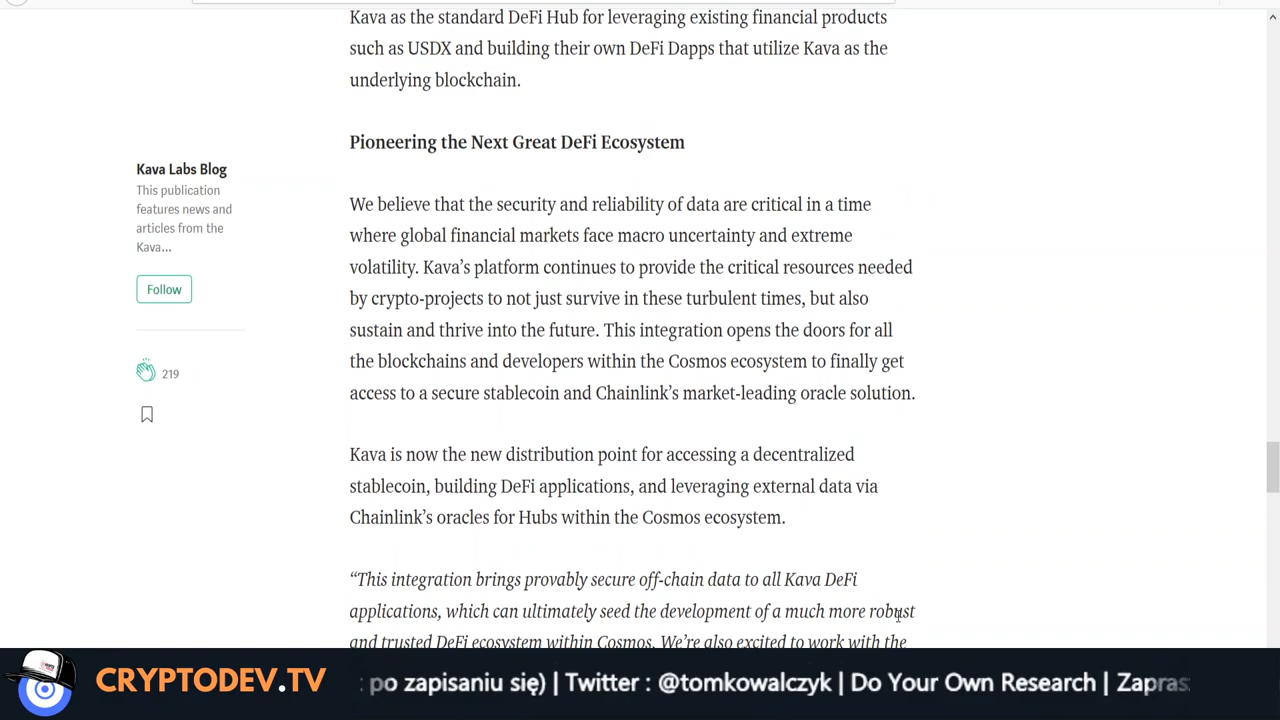 Kava as the standard DeFi Hub for leveraging existing financial products
such as USDX and building their own DeFi Dapps that utilize Kava as the
underlying blockchain.
Pioneering the Next Great DeFi Ecosystem
Kava Labs Blog
This publication
features news and
articles from the
Kava...
Follow
219
We believe that the security and reliability of data are critical in a time
where global financial markets face macro uncertainty and extreme
volatility. Kava’s platform continues to provide the critical resources needed
by crypto-projects to not just survive in these turbulent times, but also
sustain and thrive into the future. This integration opens the doors for all
the blockchains and developers within the Cosmos ecosystem to finally get
access to a secure stablecoin and Chainlink’s market-leading oracle solution.
Kava is now the new distribution point for accessing a decentralized
stablecoin, building DeFi applications, and leveraging external data via
Chainlink’s oracles for Hubs within the Cosmos ecosystem.
“This integration brings provably secure off-chain data to all Kava DeFi
applications, which can ultimately seed the development of a much more robust
and trusted DeFi ecosystem within Cosmos. We’re also excited to work with the
CRYPTODEV.TV
po zapisaniu się) | Twitter : @tomkowalczyk | Do Your Own Research | Zapras